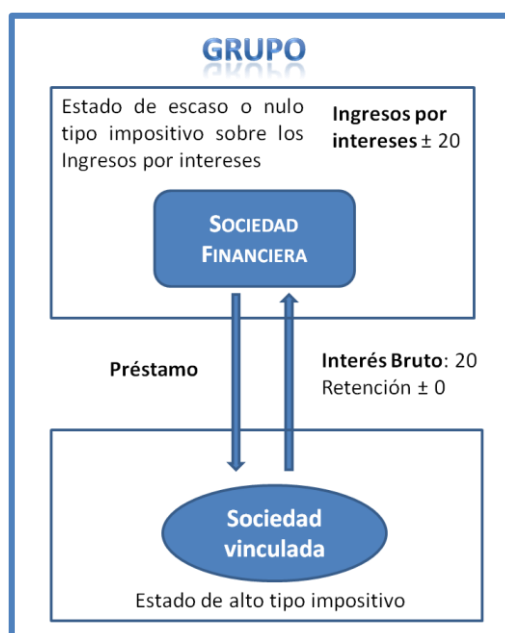 GRUPO
Estado de escaso o nulo
tipo impositivo sobre los
Ingresos por intereses
Ingresos por
intereses ± 20
SOCIEDAD
FINANCIERA
Préstamo
Interés Bruto: 20
Retención ± 0
Sociedad
vinculada
Estado de alto tipo impositivo